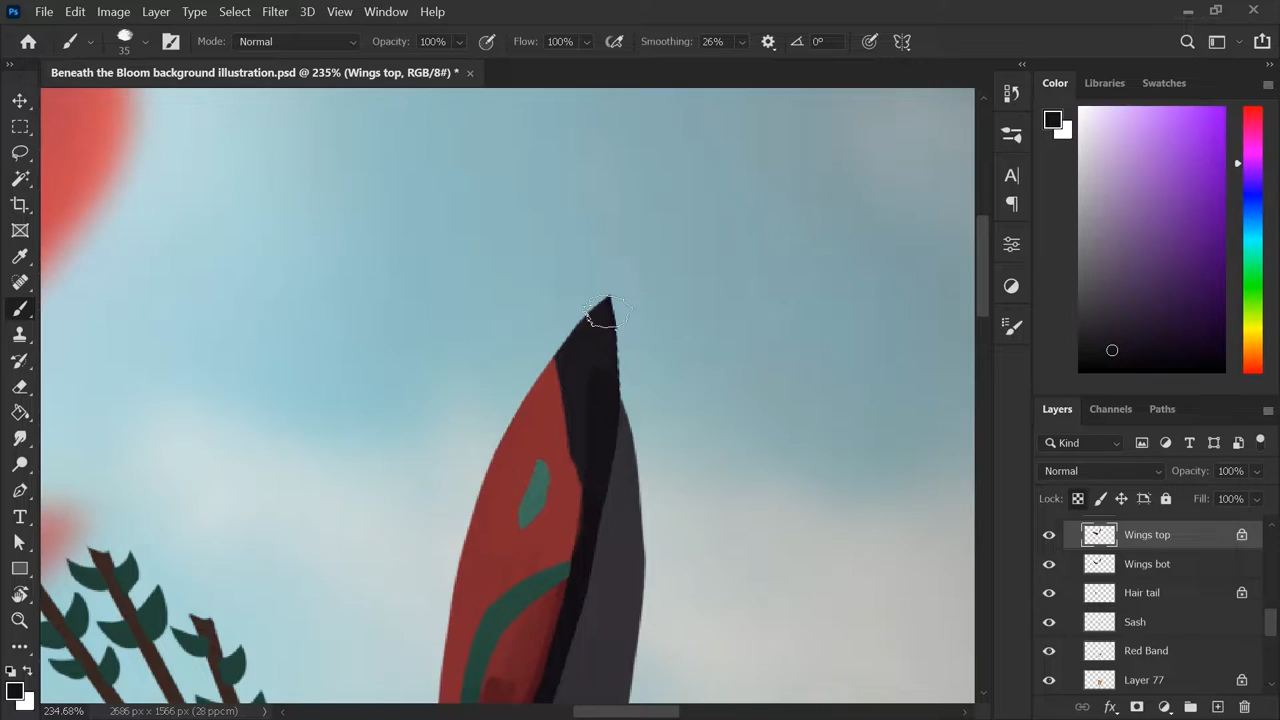 Ps File Edit Image Layer Type Select Filter 3D View Window Help
35 Mode: Normal Opacity: 100% Flow: 100% Smoothing: 26% 0°
Beneath the Bloom background illustration.psd @ 235% (Wings top, RGB/8#) *
Color Libraries Swatches
Layers Channels Paths
Kind
Normal Opacity: 100%
Lock: Fill: 100%
Wings top
Wings bot
Hair tail
Sash
Red Band
Layer 77
234.68% 2686 px x 1566 px (28 ppcm)